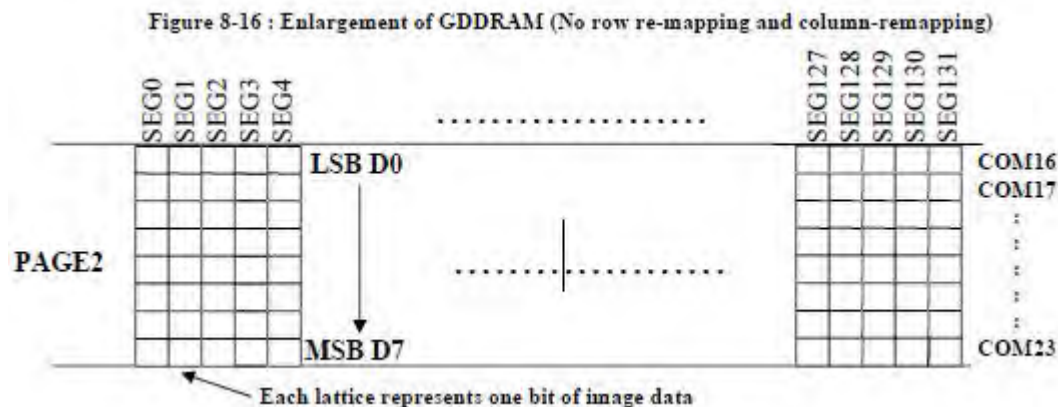 Figure 8-16 : Enlargement of GDDRAM (No row re-mapping and column-remapping)
SEG0
SEG1
SEG2
SEG3
SEG4
SEG127
SEG128
SEG129
SEG130
SEG131
LSB D0
COM16
COM17
PAGE2
MSB D7
COM23
Each lattice represents one bit of image data